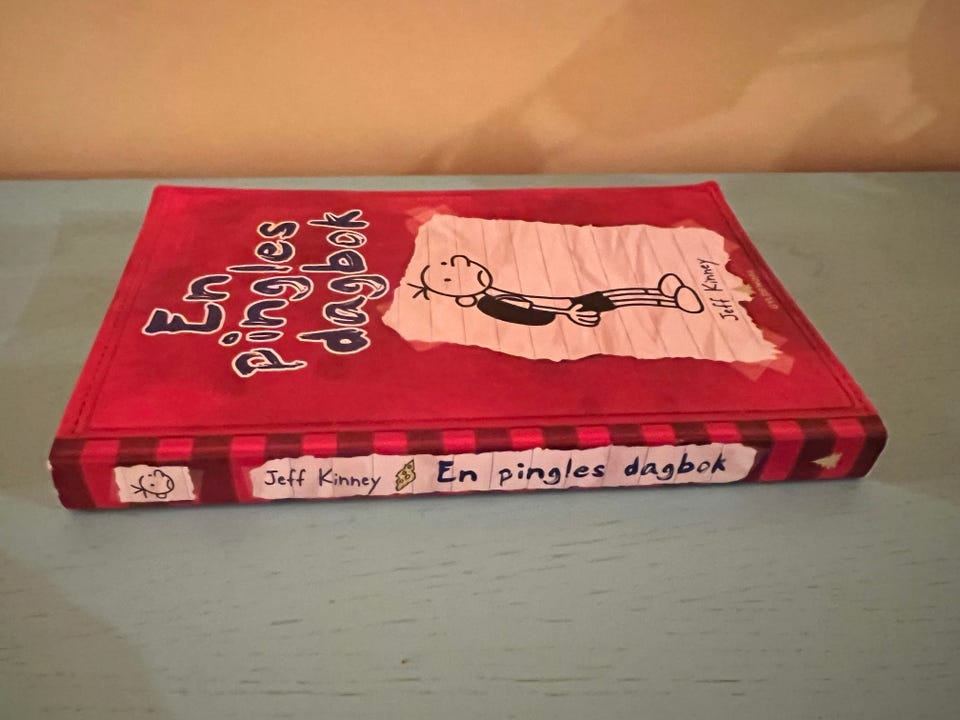 En
pingles
dagbok
Jeff Kinney
Jeff Kinney En pingles dagbok